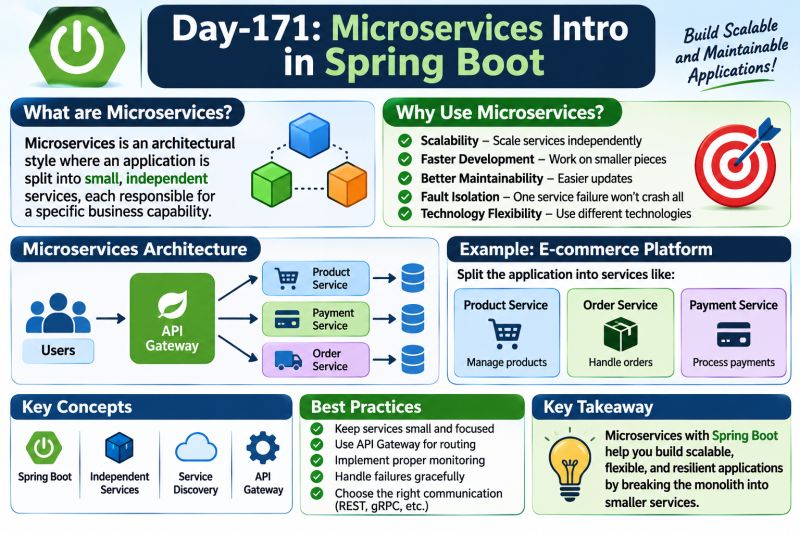 Day-171: Microservices Intro
in Spring Boot
Build Scalable
and Maintainable
Applications!
What are Microservices?
Microservices is an architectural
style where an application is
split into small, independent
services, each responsible for
a specific business capability.
Why Use Microservices?
Scalability – Scale services independently
Faster Development – Work on smaller pieces
Better Maintainability – Easier updates
Fault Isolation – One service failure won't crash all
Technology Flexibility – Use different technologies
Microservices Architecture
Users
API
Gateway
Product
Service
Payment
Service
Order
Service
Example: E-commerce Platform
Split the application into services like:
Product Service
Manage products
Order Service
Handle orders
Payment Service
Process payments
Key Concepts
Spring Boot
Independent
Services
Service
Discovery
API
Gateway
Best Practices
Keep services small and focused
Use API Gateway for routing
Implement proper monitoring
Handle failures gracefully
Choose the right communication
(REST, gRPC, etc.)
Key Takeaway
Microservices with Spring Boot
help you build scalable,
flexible, and resilient applications
by breaking the monolith into
smaller services.